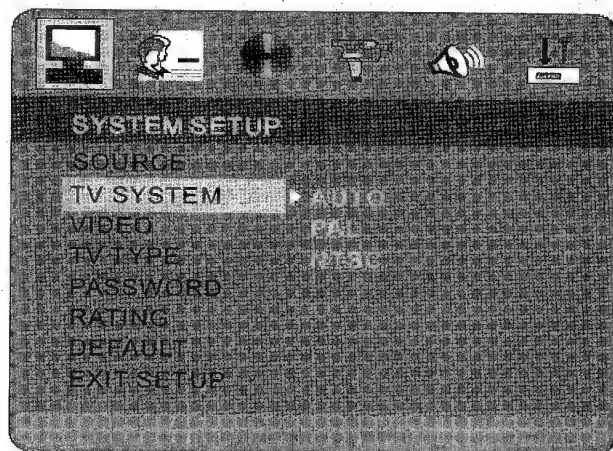 SYSTEM SETUP
SOURCE
TV SYSTEM
AUTO
VIDEO
PAL
TV TYPE
NTSC
PASSWORD
RATING
DEFAULT
EXIT SETUP